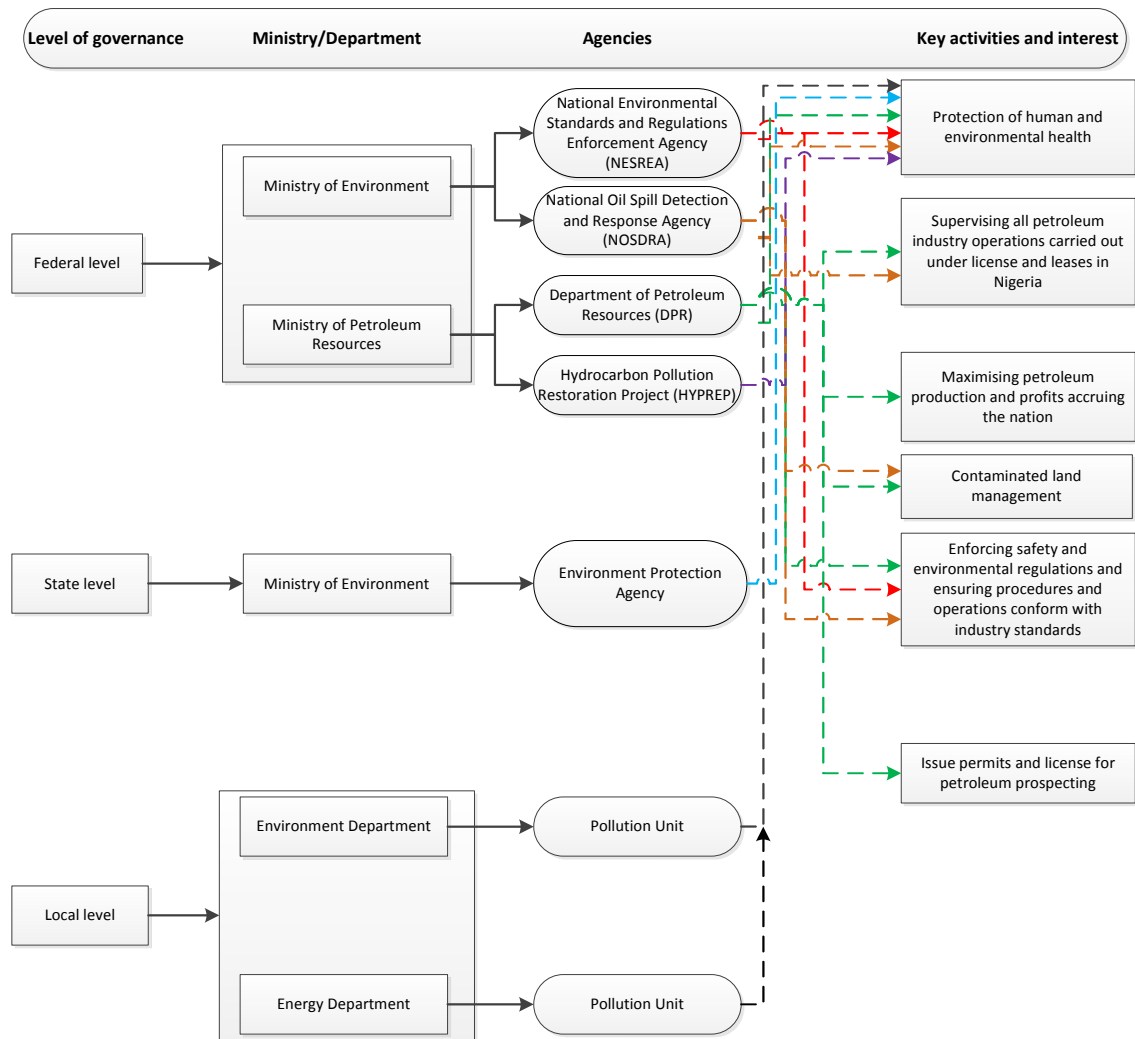 Level of governance
Ministry/Department
Agencies
Key activities and interest
National Environmental
Standards and Regulations
Enforcement Agency
(NESREA)
Protection of human and
environmental health
Ministry of Environment
National Oil Spill Detection
and Response Agency
(NOSDRA)
Supervising all petroleum
industry operations carried out
under license and leases in
Nigeria
Federal level
Department of Petroleum
Resources (DPR)
Ministry of Petroleum
Resources
Hydrocarbon Pollution
Restoration Project (HYPREP)
Maximising petroleum
production and profits accruing
the nation
Contaminated land
management
State level
Ministry of Environment
Environment Protection
Agency
Enforcing safety and
environmental regulations and
ensuring procedures and
operations conform with
industry standards
Issue permits and license for
petroleum prospecting
Environment Department
Pollution Unit
Local level
Energy Department
Pollution Unit